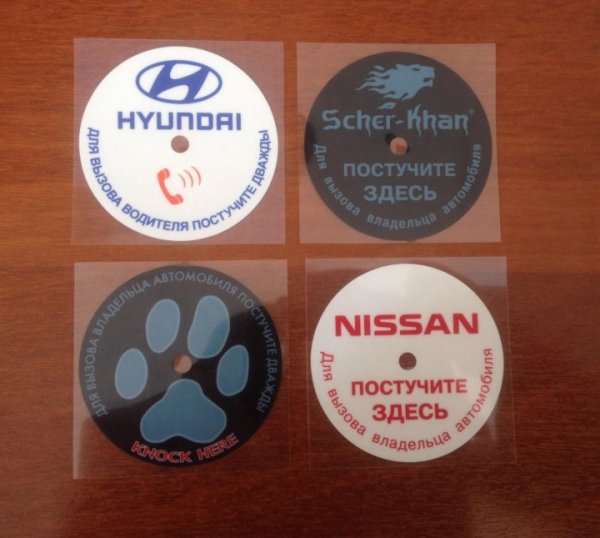 HYUNDAI
ДЛЯ ВЫЗОВА ВОДИТЕЛЯ ПОСТУЧИТЕ ДВАЖДЫ
Scher-Khan®
ПОСТУЧИТЕ
ЗДЕСЬ
Для вызова владельца автомобиля
ДЛЯ ВЫЗОВА ВЛАДЕЛЬЦА АВТОМОБИЛЯ ПОСТУЧИТЕ ДВАЖДЫ
KNOCK HERE
NISSAN
ПОСТУЧИТЕ
ЗДЕСЬ
Для вызова владельца автомобиля